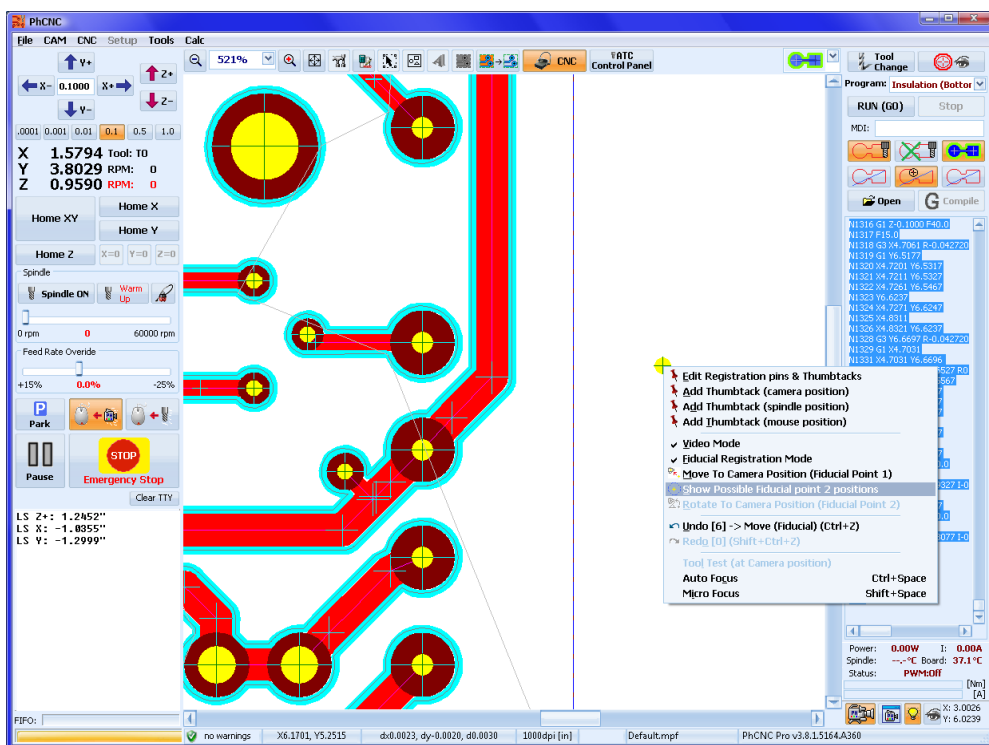 PhCNC
File CAM CNC Setup Tools Calc
Y+
X- 0.1000 X+
Y-
Z+
Z-
.0001 0.001 0.01 0.1 0.5 1.0
X 1.5794 Tool: T0
Y 3.8029 RPM: 0
Z 0.9590 RPM: 0
Home XY
Home X
Home Y
Home Z X=0 Y=0 Z=0
Spindle
Spindle ON Warm Up
0 rpm 0 60000 rpm
Feed Rate Overide
+15% 0.0% -25%
P
Park
Pause
STOP
Emergency Stop
Clear TTY
LS Z+: 1.2452"
LS X: -1.0355"
LS Y: -1.2999"
FIFO:
521%
CNC
ATC
Control Panel
Edit Registration pins & Thumbtacks
Add Thumbtack (camera position)
Add Thumbtack (spindle position)
Add Thumbtack (mouse position)
Video Mode
Fiducial Registration Mode
Move To Camera Position (Fiducial Point 1)
Show Possible Fiducial point 2 positions
Rotate To Camera Position (Fiducial Point 2)
Undo [6] -> Move (Fiducial) (Ctrl+Z)
Redo [0] (Shift+Ctrl+Z)
Tool Test (at Camera position)
Auto Focus Ctrl+Space
Micro Focus Shift+Space
Tool
Change
Program: Insulation (Bottor
RUN (GO) Stop
MDI:
Open G Compile
N1316 G1 Z-0.1000 F40.0
N1317 F15.0
N1318 G3 X4.7061 R-0.042720
N1319 G1 Y6.5177
N1320 X4.7201 Y6.5317
N1321 X4.7211 Y6.5327
N1322 X4.7261 Y6.5467
N1323 Y6.6237
N1324 X4.7271 Y6.6247
N1325 X4.8311
N1326 X4.8321 Y6.6237
N1328 G3 Y6.6697 R-0.042720
N1329 G1 X4.7031
N1331 X4.7031 Y6.6696
5527 R0
5567
9327 I-0
8077 I-0
Power: 0.00W I: 0.00A
Spindle: --.-°C Board: 37.1°C
Status: PWM:Off
[Nm]
[A]
X: 3.0026
Y: 6.0239
no warnings X6.1701, Y5.2515 dx0.0023, dy-0.0020, d0.0030 1000dpi [in] Default.mpf PhCNC Pro v3.8.1.5164.A360